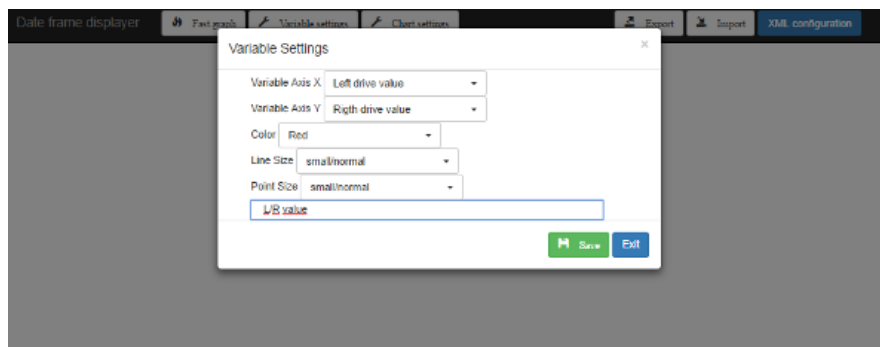 Date frame displayer Fast graph Variable settings Chart settings Export Import XML configuration
Variable Settings ×
Variable Axis X Left drive value
Variable Axis Y Rigth drive value
Color Red
Line Size small/normal
Point Size small/normal
L/R value
Save Exit